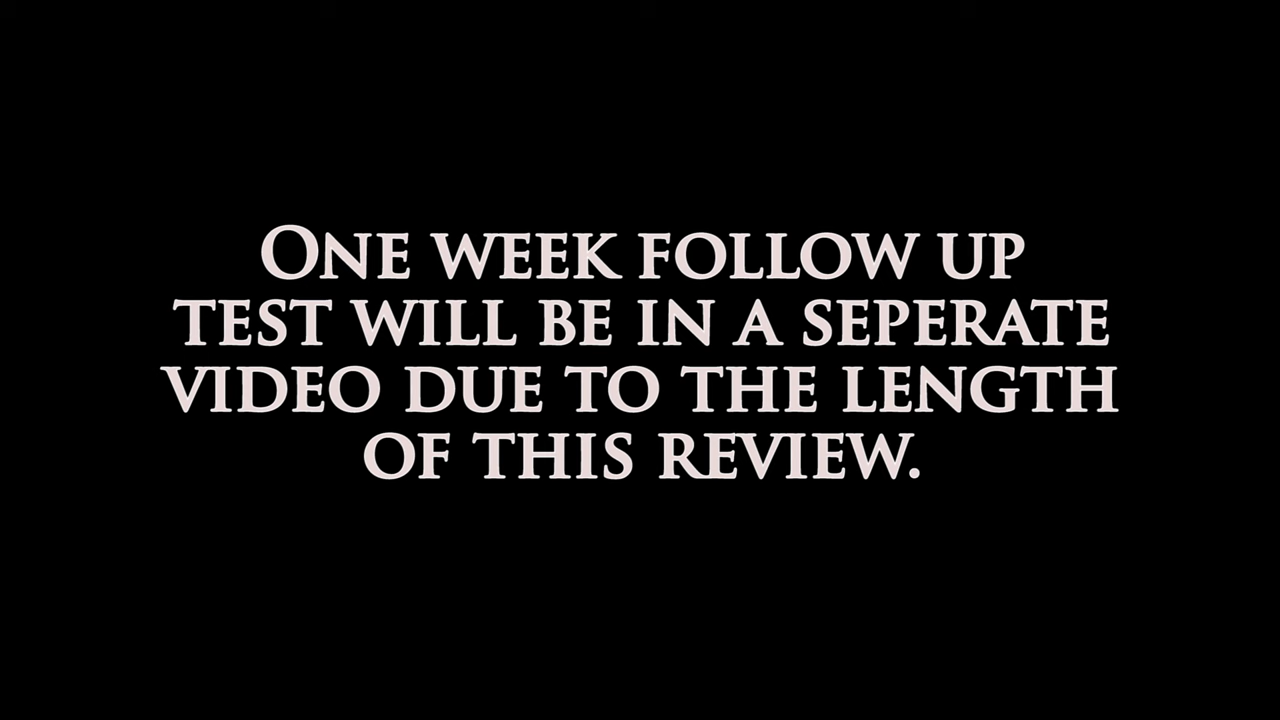 One week follow up
test will be in a seperate
video due to the length
of this review.